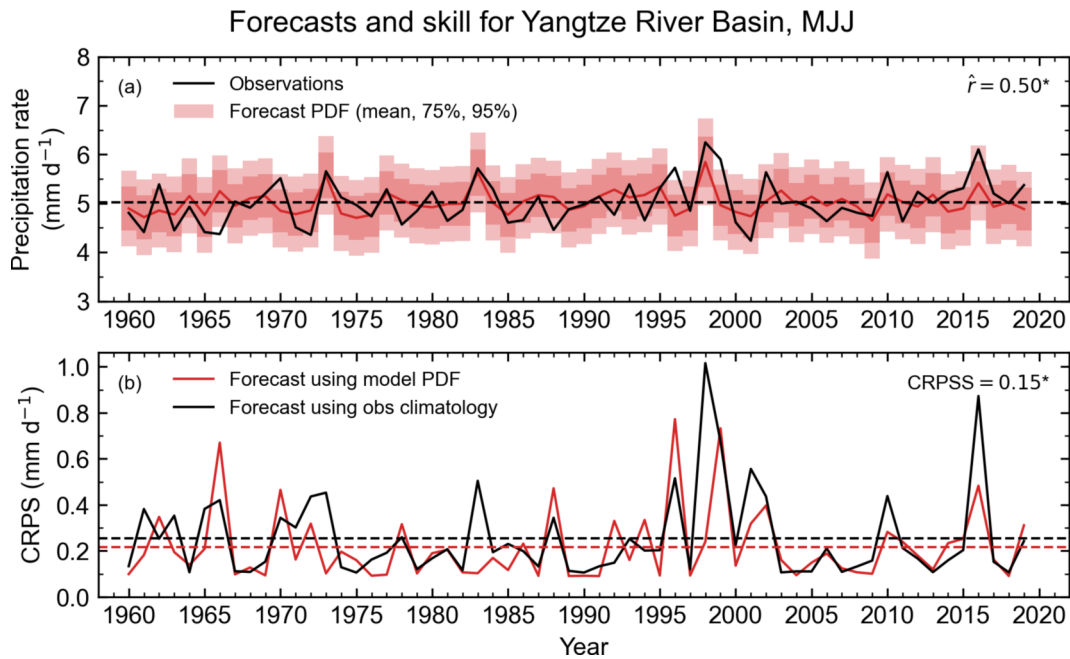 Forecasts and skill for Yangtze River Basin, MJJ
Precipitation rate
(mm d⁻¹)
8
7
6
5
4
3
(a)
Observations
Forecast PDF (mean, 75%, 95%)
r̂ = 0.50*
1960 1965 1970 1975 1980 1985 1990 1995 2000 2005 2010 2015 2020
CRPS (mm d⁻¹)
1.0
0.8
0.6
0.4
0.2
0.0
(b)
Forecast using model PDF
Forecast using obs climatology
CRPSS = 0.15*
1960 1965 1970 1975 1980 1985 1990 1995 2000 2005 2010 2015 2020
Year